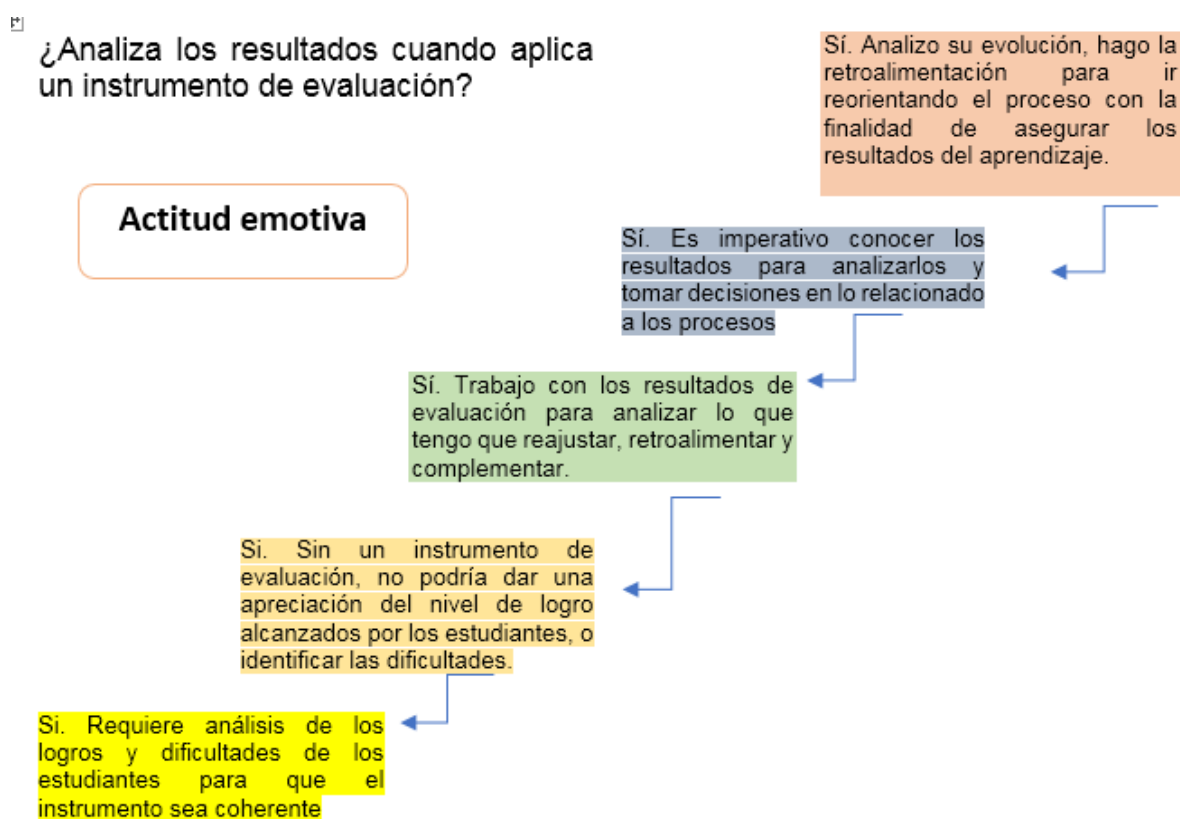 ¿Analiza los resultados cuando aplica
un instrumento de evaluación?
Sí. Analizo su evolución, hago la
retroalimentación para ir
reorientando el proceso con la
finalidad de asegurar los
resultados del aprendizaje.
Actitud emotiva
Sí. Es imperativo conocer los
resultados para analizarlos y
tomar decisiones en lo relacionado
a los procesos
Sí. Trabajo con los resultados de
evaluación para analizar lo que
tengo que reajustar, retroalimentar y
complementar.
Si. Sin un instrumento de
evaluación, no podría dar una
apreciación del nivel de logro
alcanzados por los estudiantes, o
identificar las dificultades.
Si. Requiere análisis de los
logros y dificultades de los
estudiantes para que el
instrumento sea coherente